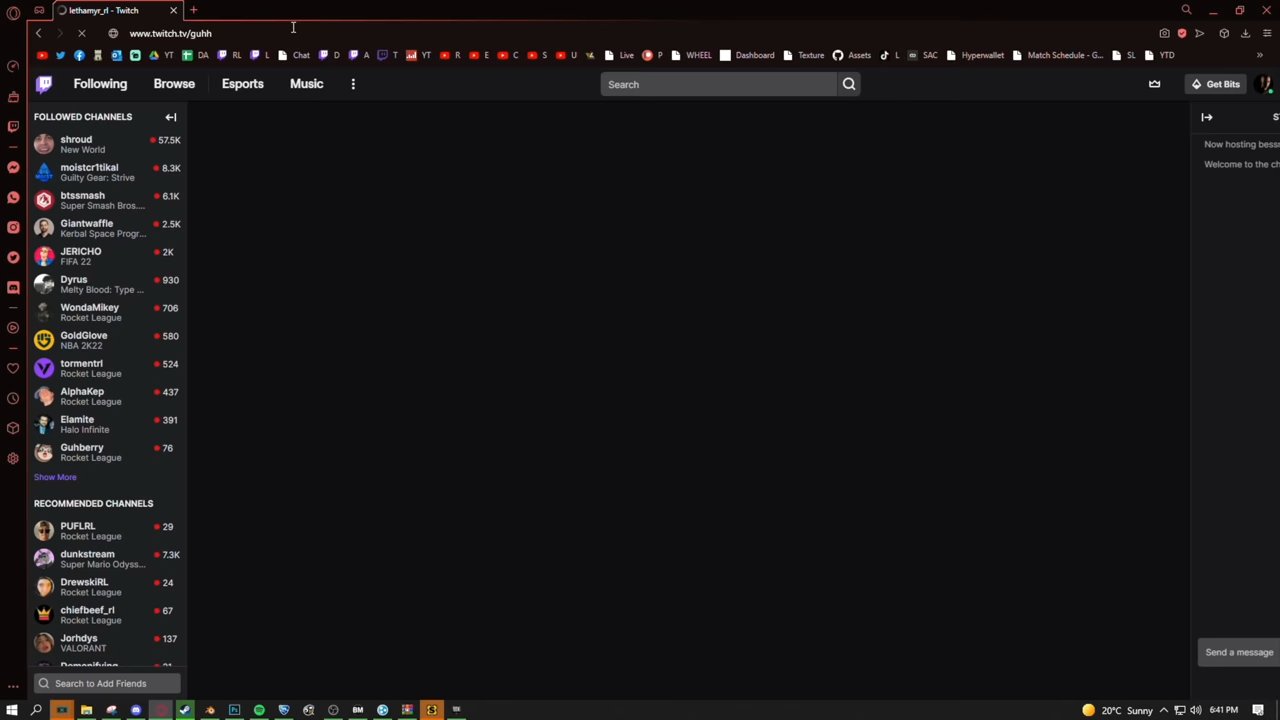 lethamyr_rl - Twitch
www.twitch.tv/guhh
YT
DA
RL
L
Chat
D
A
T
YT
R
E
C
S
U
Live
P
WHEEL
Dashboard
Texture
Assets
L
SAC
Hyperwallet
Match Schedule - G...
SL
YTD
Following
Browse
Esports
Music
Search
Get Bits
FOLLOWED CHANNELS
shroud
57.5K
New World
moistcr1tikal
8.3K
Guilty Gear: Strive
btssmash
6.1K
Super Smash Bros....
Giantwaffle
2.5K
Kerbal Space Progr...
JERICHO
2K
FIFA 22
Dyrus
930
Melty Blood: Type ...
WondaMikey
706
Rocket League
GoldGlove
580
NBA 2K22
tormentrl
524
Rocket League
AlphaKep
437
Rocket League
Elamite
391
Halo Infinite
Guhberry
76
Rocket League
Show More
RECOMMENDED CHANNELS
PUFLRL
29
Rocket League
dunkstream
7.3K
Super Mario Odyss...
DrewskiRL
24
Rocket League
chiefbeef_rl
67
Rocket League
Jorhdys
137
VALORANT
Search to Add Friends
Now hosting bess
Welcome to the ch
Send a message
BM
20°C Sunny
6:41 PM